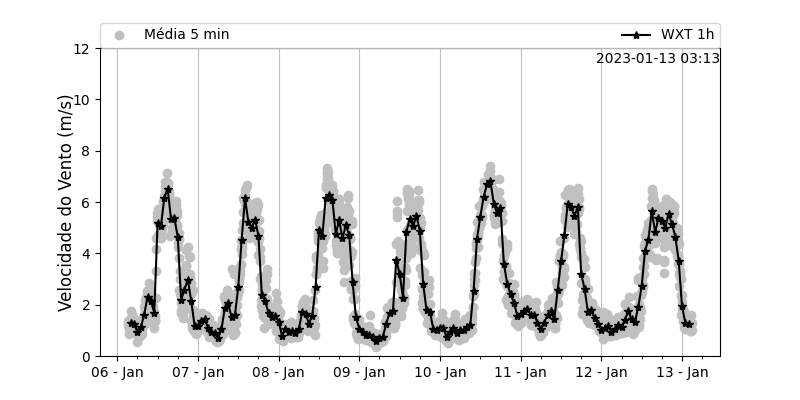 Média 5 min
WXT 1h
2023-01-13 03:13
Velocidade do Vento (m/s)
12
10
8
6
4
2
0
06 - Jan 07 - Jan 08 - Jan 09 - Jan 10 - Jan 11 - Jan 12 - Jan 13 - Jan